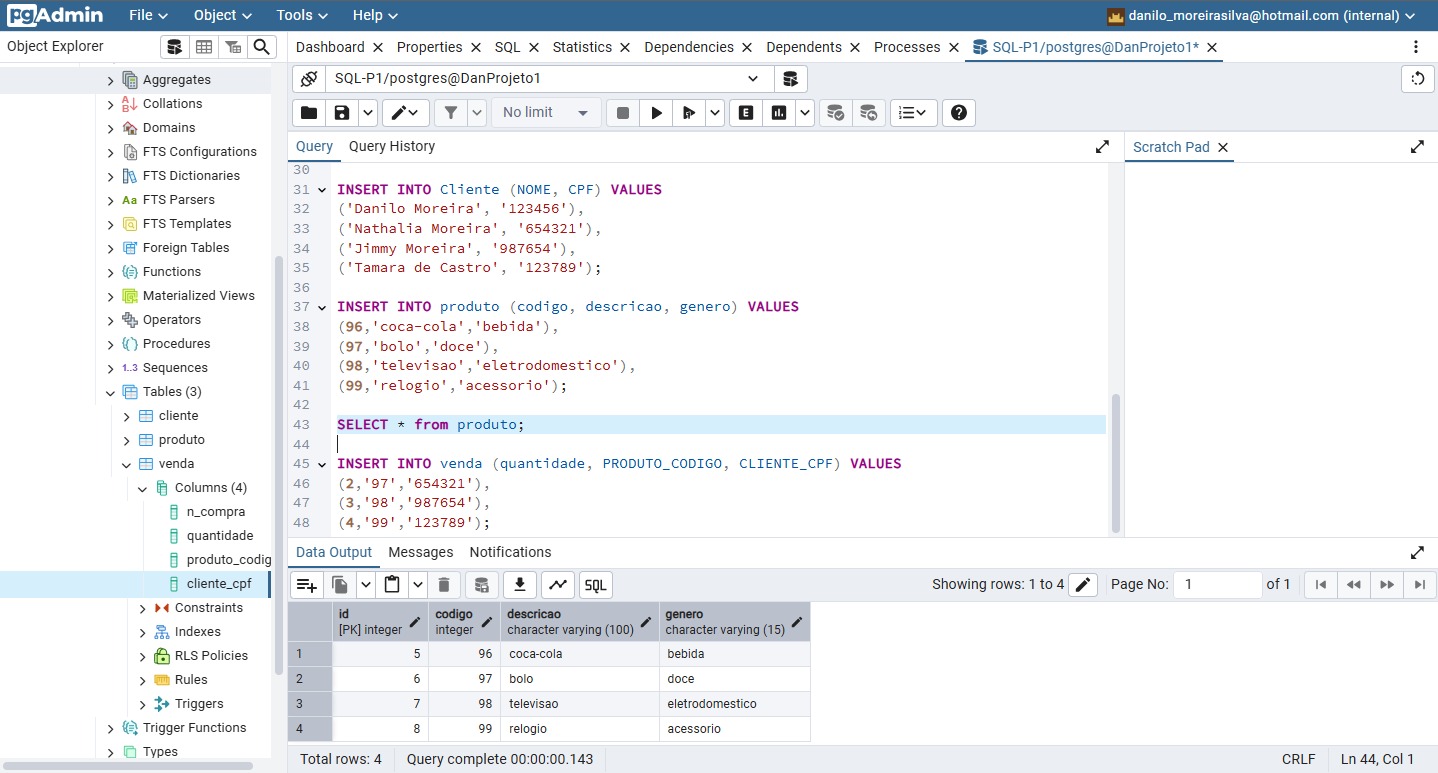 pgAdmin File Object Tools Help danilo_moreirasilva@hotmail.com (internal)
Object Explorer
Dashboard Properties SQL Statistics Dependencies Dependents Processes SQL-P1/postgres@DanProjeto1*
SQL-P1/postgres@DanProjeto1
No limit E
Query Query History
Scratch Pad
Aggregates
Collations
Domains
FTS Configurations
FTS Dictionaries
Aa FTS Parsers
FTS Templates
Foreign Tables
Functions
Materialized Views
Operators
Procedures
1..3 Sequences
Tables (3)
cliente
produto
venda
Columns (4)
n_compra
quantidade
produto_codig
cliente_cpf
Constraints
Indexes
RLS Policies
Rules
Triggers
Trigger Functions
Types
30
31 INSERT INTO Cliente (NOME, CPF) VALUES
32 ('Danilo Moreira', '123456'),
33 ('Nathalia Moreira', '654321'),
34 ('Jimmy Moreira', '987654'),
35 ('Tamara de Castro', '123789');
36
37 INSERT INTO produto (codigo, descricao, genero) VALUES
38 (96,'coca-cola','bebida'),
39 (97,'bolo','doce'),
40 (98,'televisao','eletrodomestico'),
41 (99,'relogio','acessorio');
42
43 SELECT * from produto;
44
45 INSERT INTO venda (quantidade, PRODUTO_CODIGO, CLIENTE_CPF) VALUES
46 (2,'97','654321'),
47 (3,'98','987654'),
48 (4,'99','123789');
Data Output Messages Notifications
SQL Showing rows: 1 to 4 Page No: 1 of 1
id codigo descricao genero
[PK] integer integer character varying (100) character varying (15)
1 5 96 coca-cola bebida
2 6 97 bolo doce
3 7 98 televisao eletrodomestico
4 8 99 relogio acessorio
Total rows: 4 Query complete 00:00:00.143 CRLF Ln 44, Col 1